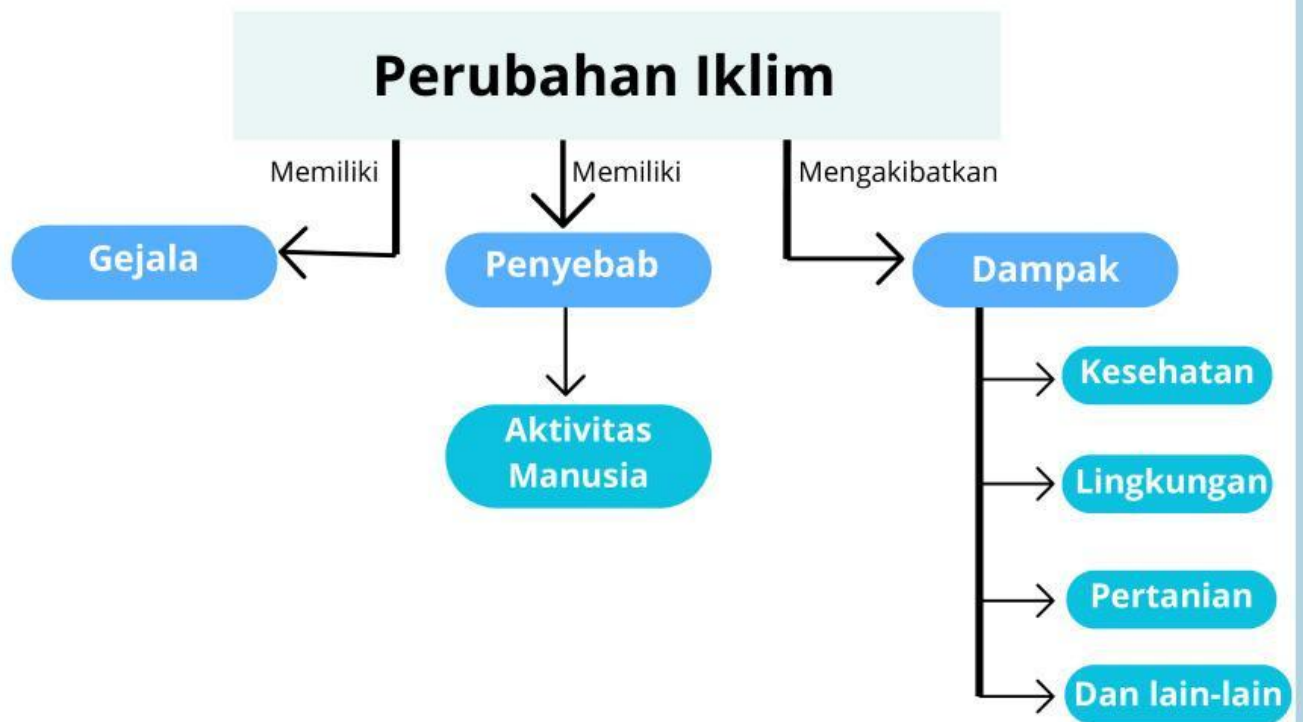 Perubahan Iklim
Memiliki
Memiliki
Mengakibatkan
Gejala
Penyebab
Dampak
Aktivitas
Manusia
Kesehatan
Lingkungan
Pertanian
Dan lain-lain